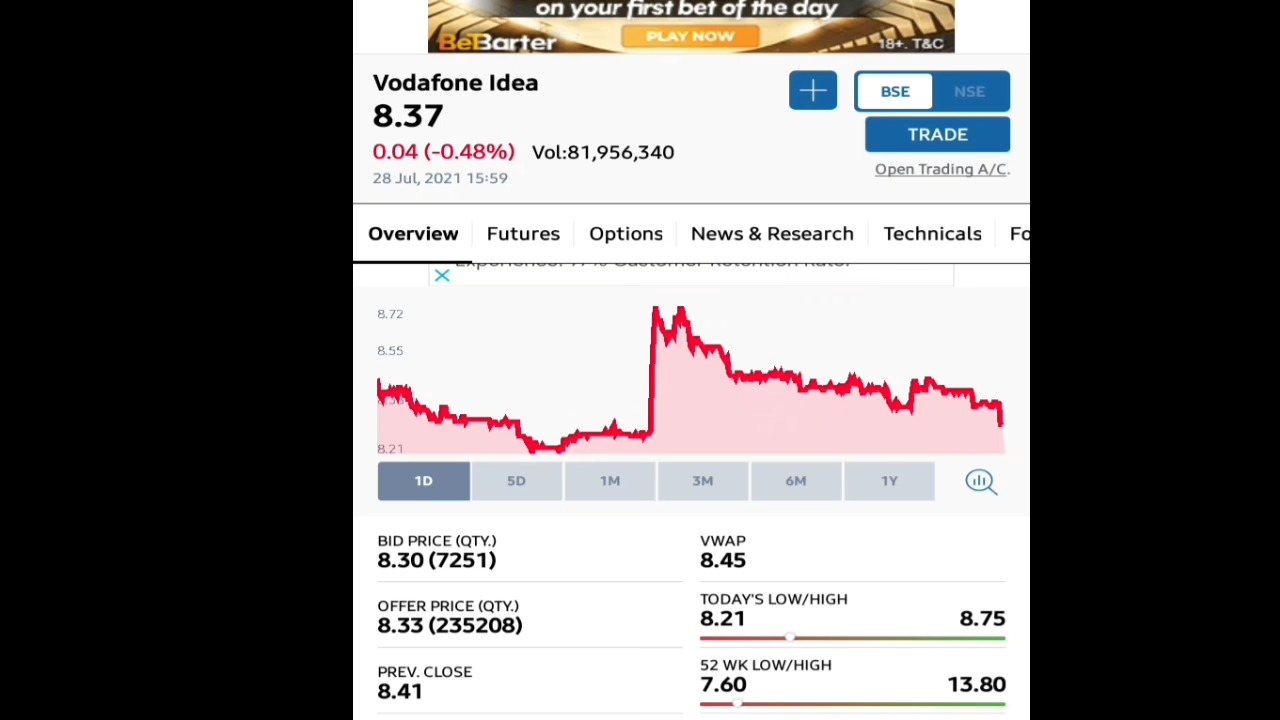 on your first bet of the day
BetBarter
PLAY NOW
18+. T&C
Vodafone Idea
BSE
NSE
8.37
TRADE
0.04 (-0.48%) Vol:81,956,340
Open Trading A/C.
28 Jul, 2021 15:59
Overview
Futures
Options
News & Research
Technicals
Fo
8.72
8.55
8.21
1D
5D
1M
3M
6M
1Y
BID PRICE (QTY.)
8.30 (7251)
VWAP
8.45
OFFER PRICE (QTY.)
8.33 (235208)
TODAY'S LOW/HIGH
8.21
8.75
PREV. CLOSE
8.41
52 WK LOW/HIGH
7.60
13.80